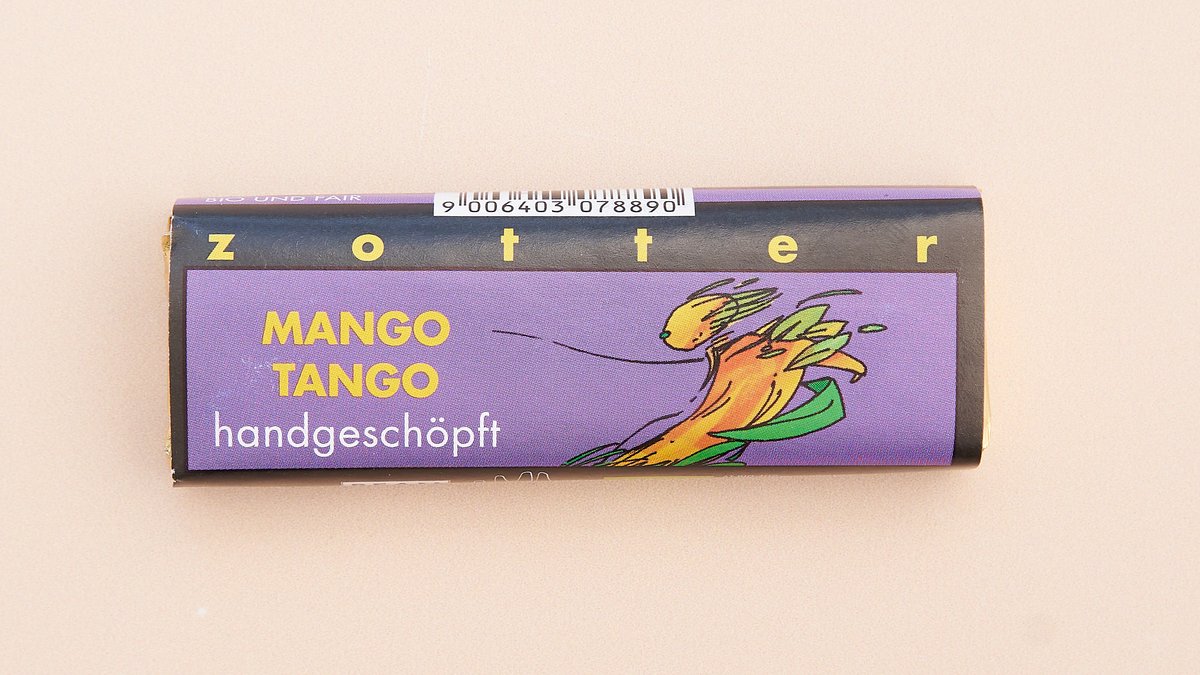 BIO UND FAIR
9 006403 078890
zotter
MANGO
TANGO
handgeschöpft